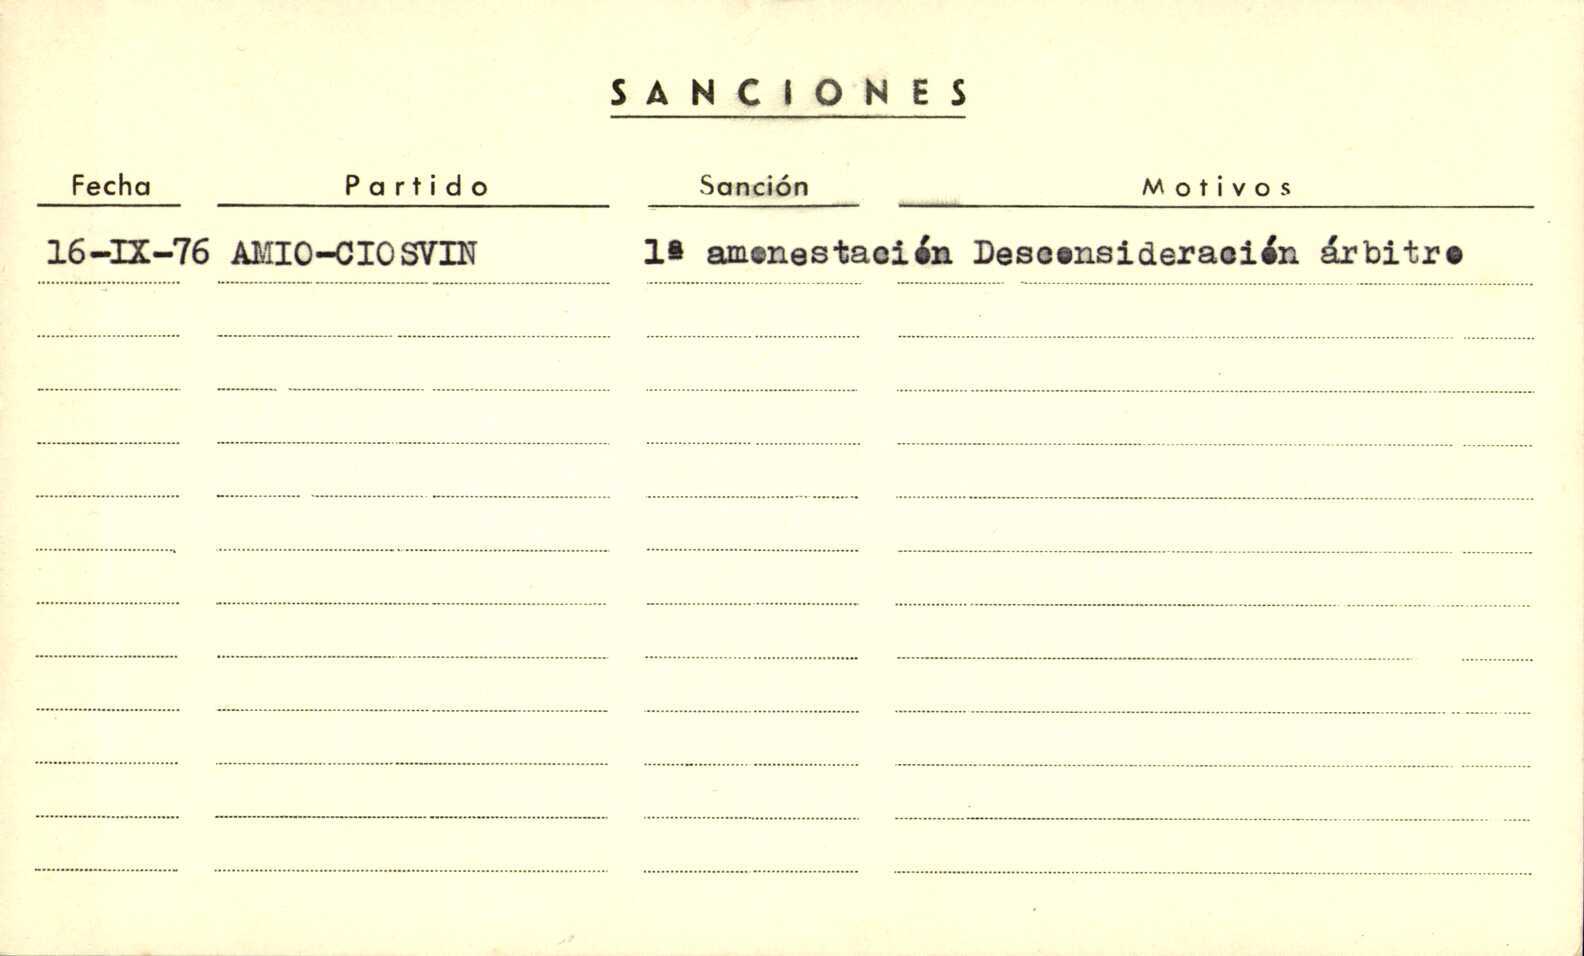 SANCIONES
Fecha Partido Sanción Motivos
16-IX-76 AMIO-CIOSVIN 1ª amonestación Desconsideración árbitro